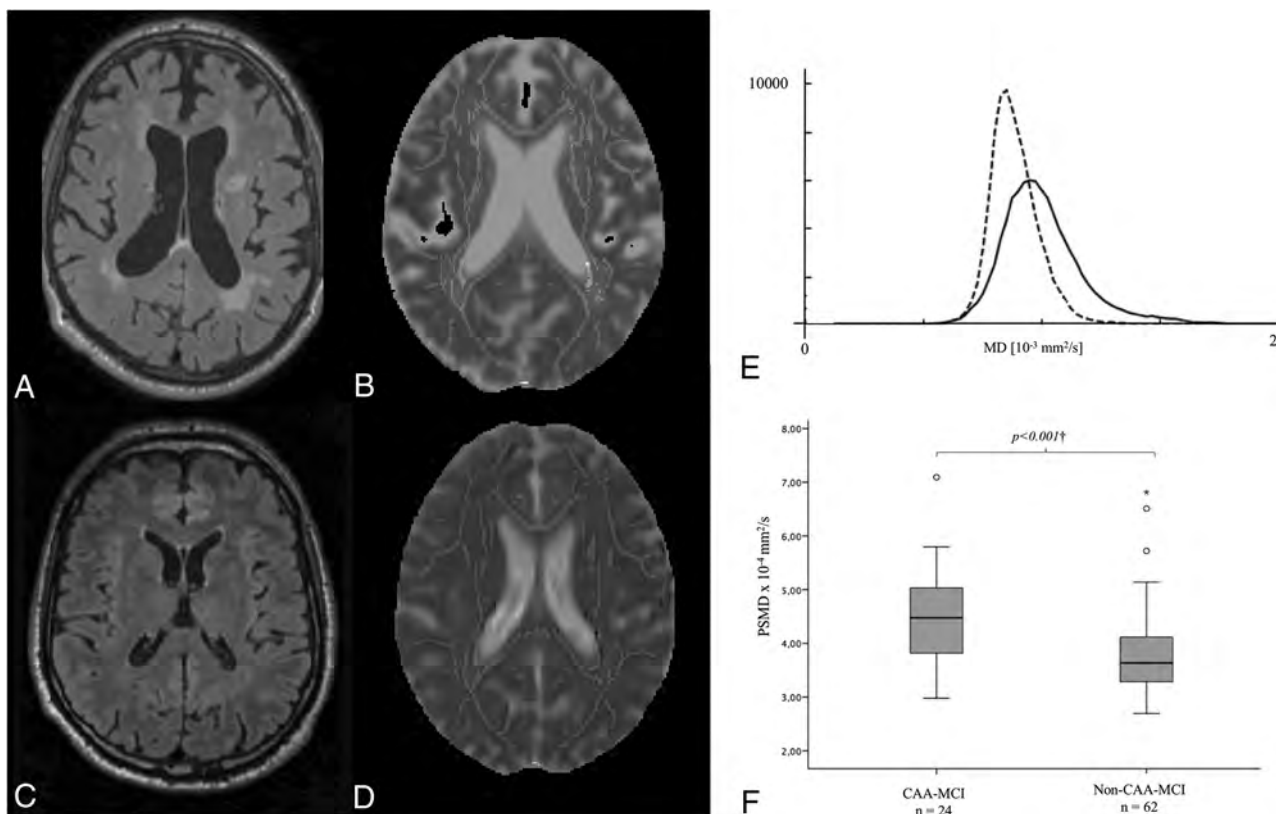 A
B
C
D
10000
0
2
MD [10⁻³ mm²/s]
E
p<0.001†
8,00
7,00
6,00
5,00
4,00
3,00
2,00
PSMD x 10⁻⁴ mm²/s
CAA-MCI
n = 24
Non-CAA-MCI
n = 62
F